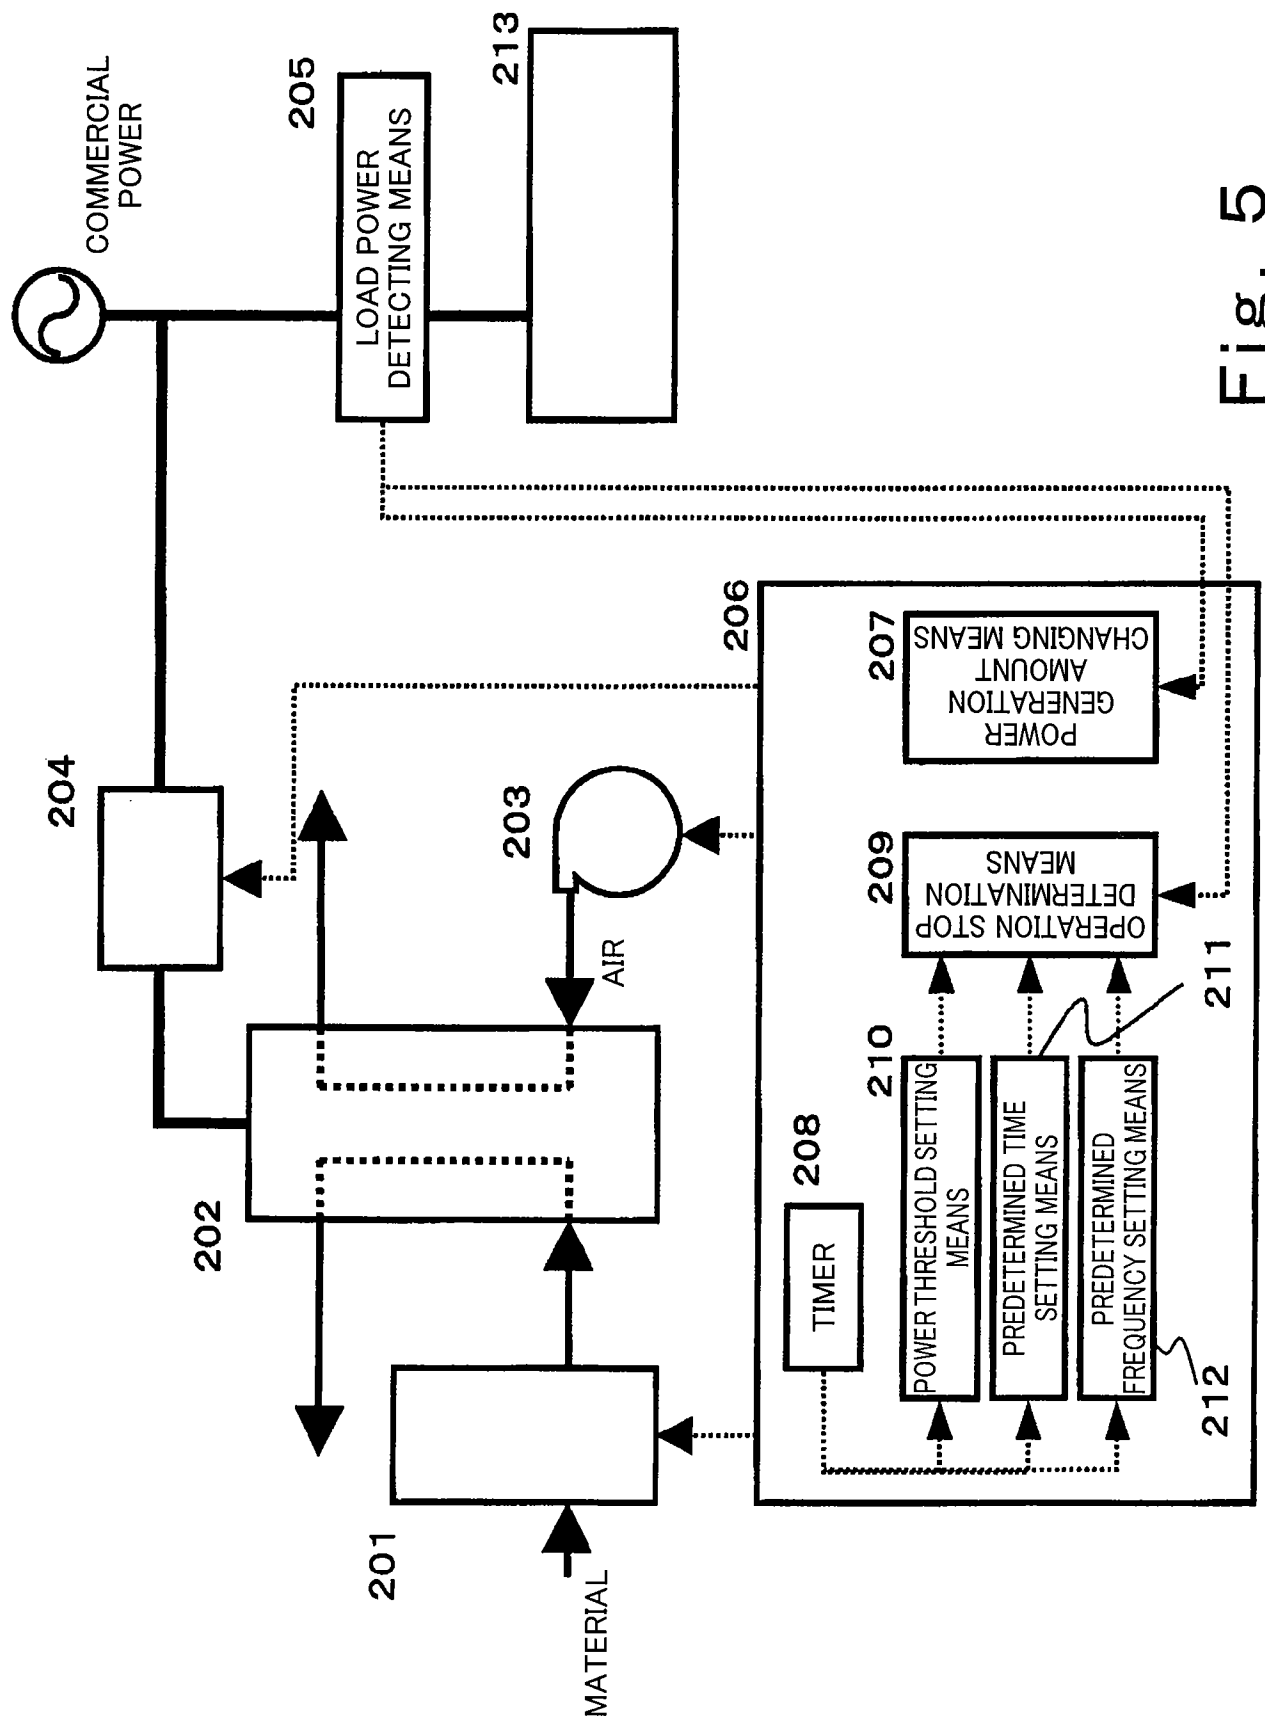 COMMERCIAL
POWER
204
205
LOAD POWER
DETECTING MEANS
213
202
203
AIR
201
MATERIAL
206
208
TIMER
210
POWER THRESHOLD SETTING
MEANS
PREDETERMINED TIME
SETTING MEANS
211
PREDETERMINED
FREQUENCY SETTING MEANS
212
209
OPERATION STOP
DETERMINATION
MEANS
207
POWER
GENERATION
AMOUNT
CHANGING MEANS
Fig. 5